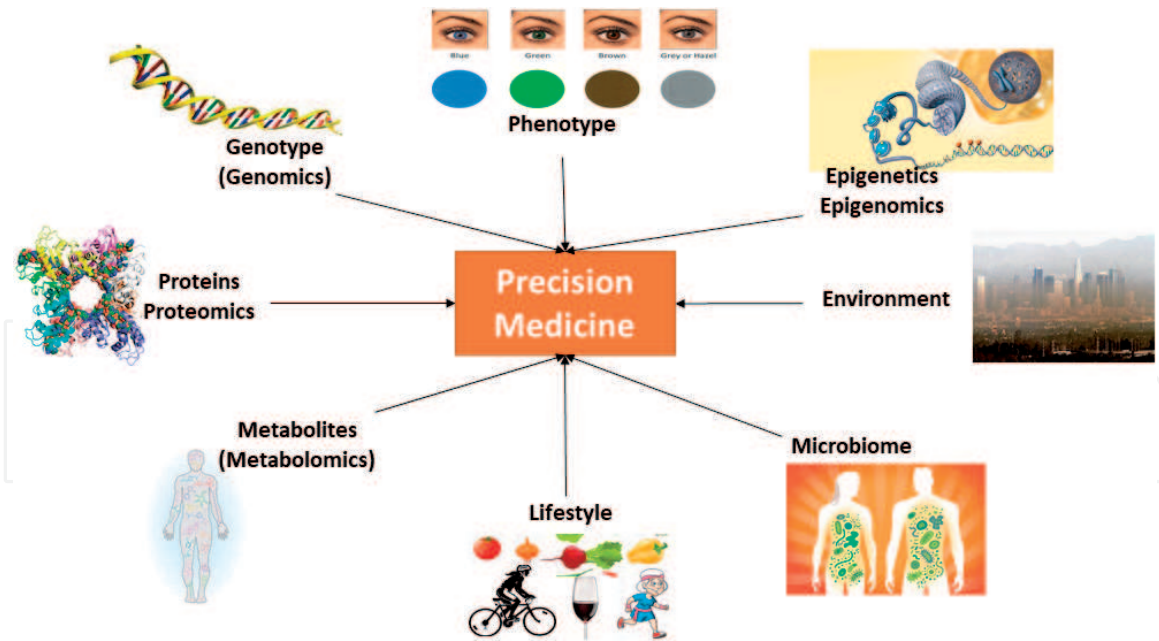 Blue
Green
Brown
Grey or Hazel
Phenotype
Genotype
(Genomics)
Epigenetics
Epigenomics
Proteins
Proteomics
Precision
Medicine
Environment
Metabolites
(Metabolomics)
Microbiome
Lifestyle